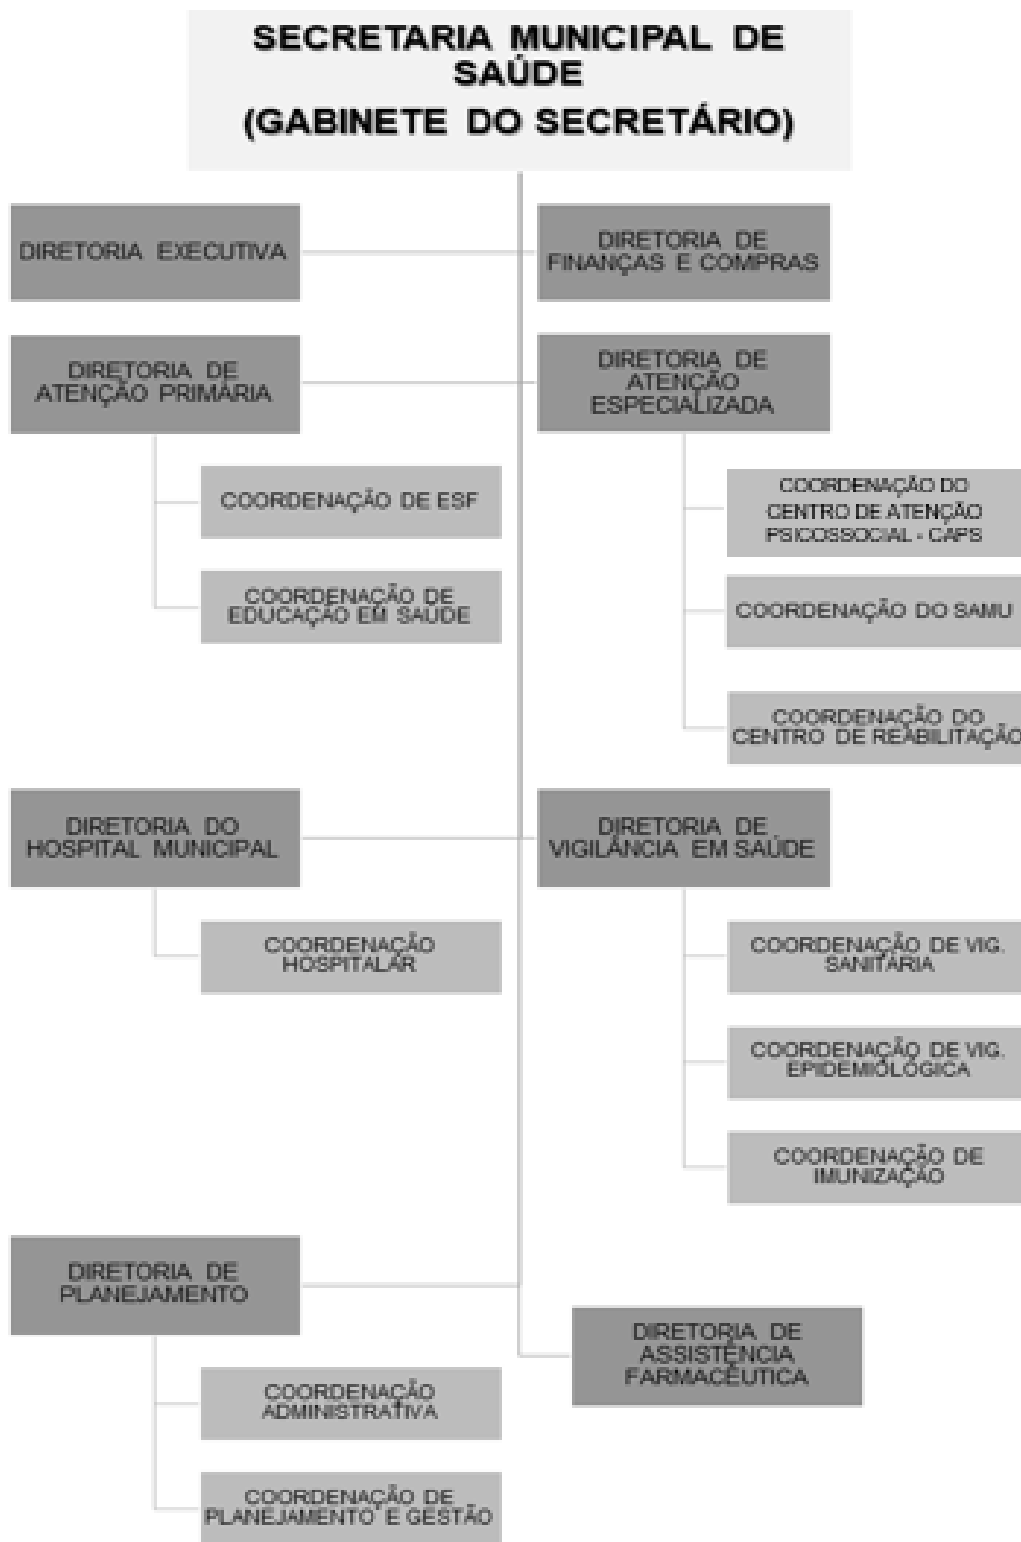 SECRETARIA MUNICIPAL DE
SAÚDE
(GABINETE DO SECRETÁRIO)
DIRETORIA EXECUTIVA
DIRETORIA DE
FINANÇAS E COMPRAS
DIRETORIA DE
ATENÇÃO PRIMÁRIA
DIRETORIA DE
ATENÇÃO
ESPECIALIZADA
COORDENAÇÃO DE ESF
COORDENAÇÃO DE
EDUCAÇÃO EM SAÚDE
COORDENAÇÃO DO
CENTRO DE ATENÇÃO
PSICOSSOCIAL - CAPS
COORDENAÇÃO DO SAMU
COORDENAÇÃO DO
CENTRO DE REABILITAÇÃO
DIRETORIA DO
HOSPITAL MUNICIPAL
DIRETORIA DE
VIGILÂNCIA EM SAÚDE
COORDENAÇÃO
HOSPITALAR
COORDENAÇÃO DE VIG.
SANITÁRIA
COORDENAÇÃO DE VIG.
EPIDEMIOLÓGICA
COORDENAÇÃO DE
IMUNIZAÇÃO
DIRETORIA DE
PLANEJAMENTO
DIRETORIA DE
ASSISTÊNCIA
FARMACÊUTICA
COORDENAÇÃO
ADMINISTRATIVA
COORDENAÇÃO DE
PLANEJAMENTO E GESTÃO